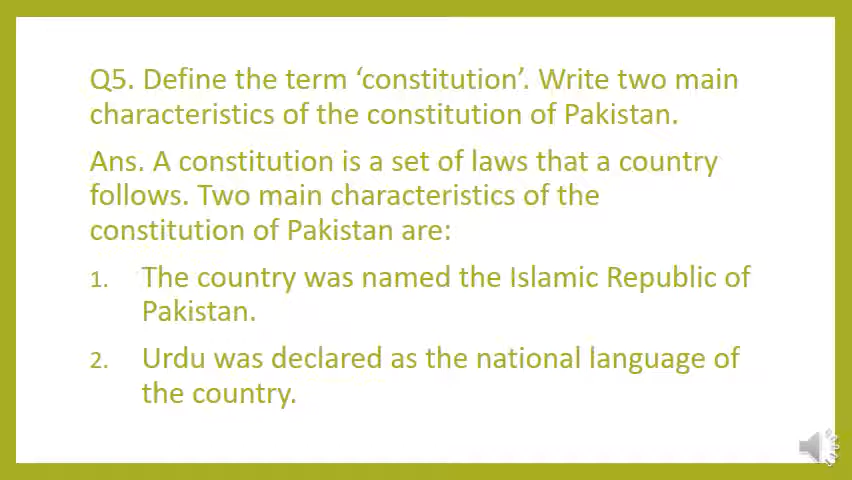 Q5. Define the term ‘constitution’. Write two main
characteristics of the constitution of Pakistan.
Ans. A constitution is a set of laws that a country
follows. Two main characteristics of the
constitution of Pakistan are:
1. The country was named the Islamic Republic of
Pakistan.
2. Urdu was declared as the national language of
the country.